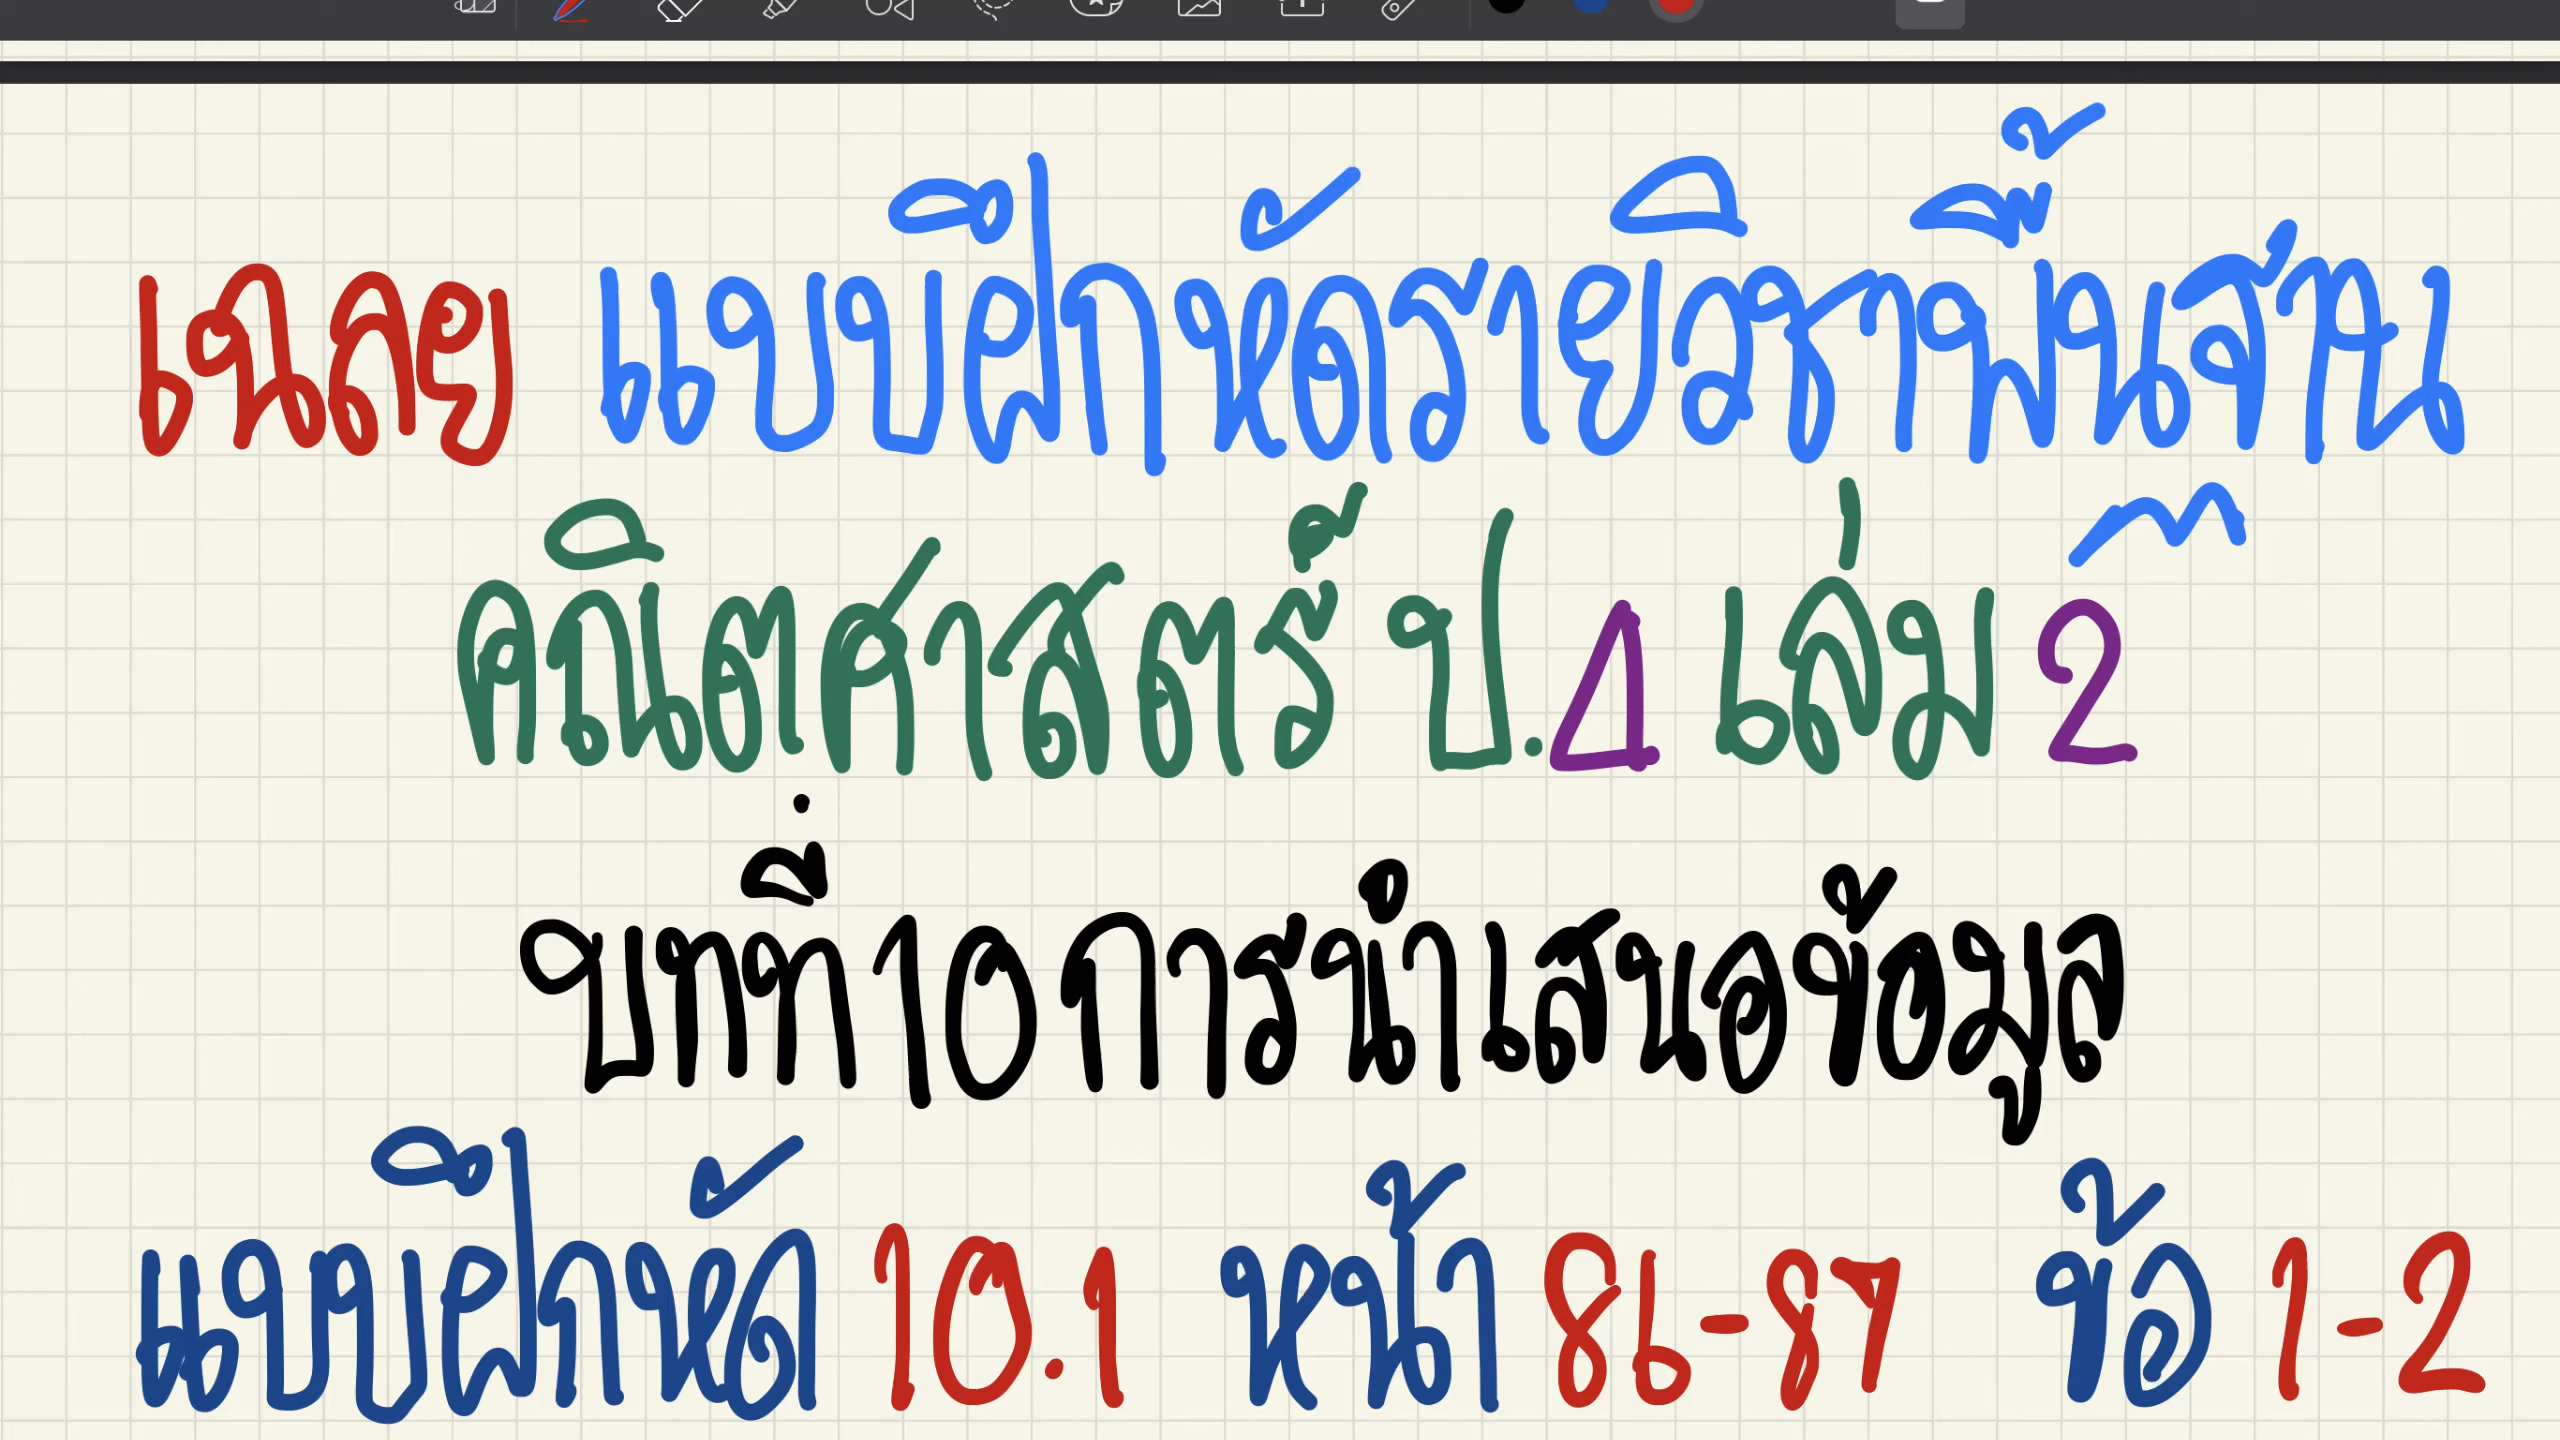 เฉลย แบบฝึกหัดรายวิชาพื้นฐาน
คณิตศาสตร์ ป.4 เล่ม 2
บทที่ 10 การนำเสนอข้อมูล
แบบฝึกหัด 10.1 หน้า 86-87 ข้อ 1-2